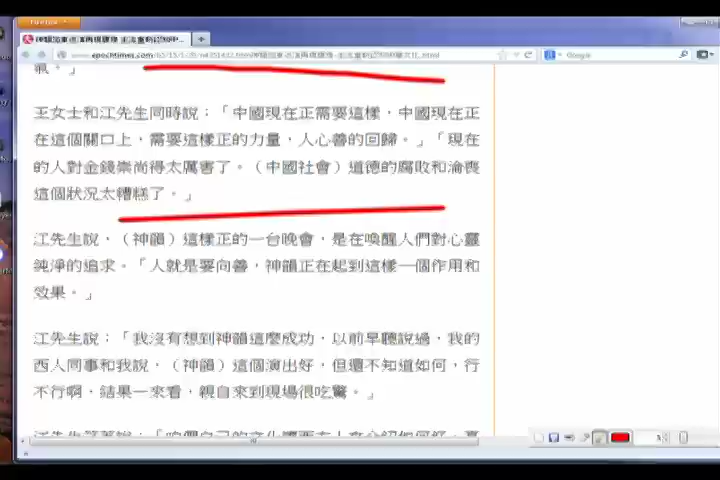 氣。」
王女士和江先生同時說：「中國現在正需要這樣，中國現在正
在這個關口上，需要這樣正的力量，人心善的回歸。」「現在
的人對金錢崇尚得太厲害了。（中國社會）道德的腐敗和淪喪
這個狀況太糟糕了。」
江先生說，（神韻）這樣正的一台晚會，是在喚醒人們對心靈
純淨的追求。「人就是要向善，神韻正在起到這樣一個作用和
效果。」
江先生說：「我沒有想到神韻這麼成功，以前早聽說過，我的
西人同事和我說，（神韻）這個演出好，但還不知道如何，行
不行啊，結果一來看，親自來到現場很吃驚。」